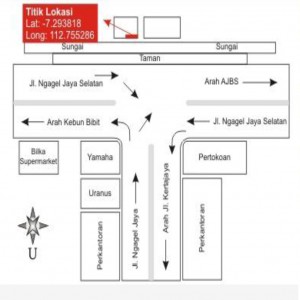 Titik Lokasi
Lat: -7.293818
Long: 112.755286
Sungai
Sungai
Taman
Jl. Ngagel Jaya Selatan
Arah AJBS
Arah Kebun Bibit
Jl. Ngagel Jaya Selatan
Bilka
Supermarket
Yamaha
Pertokoan
Uranus
Perkantoran
Jl. Ngagel Jaya
Arah Jl. Kertajaya
Perkantoran
U